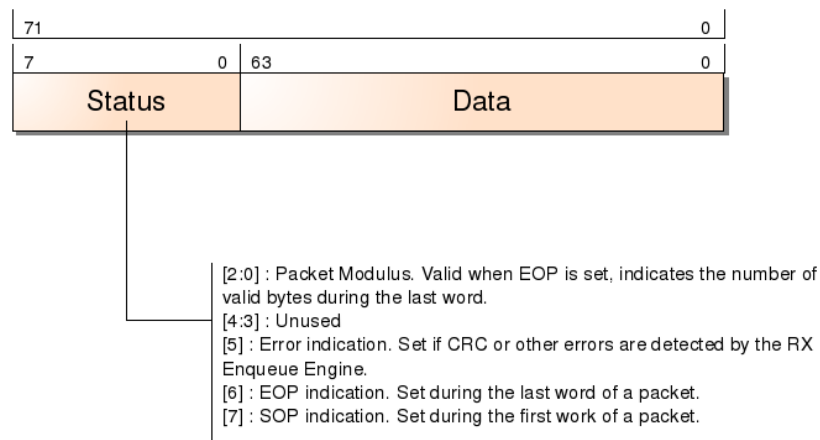 71 0
7 0 63 0
Status Data
[2:0] : Packet Modulus. Valid when EOP is set, indicates the number of
valid bytes during the last word.
[4:3] : Unused
[5] : Error indication. Set if CRC or other errors are detected by the RX
Enqueue Engine.
[6] : EOP indication. Set during the last word of a packet.
[7] : SOP indication. Set during the first work of a packet.